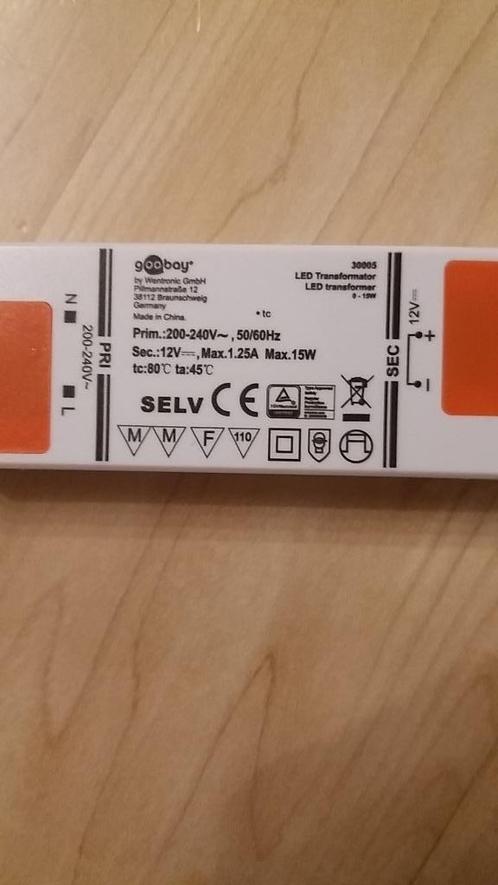 goobay®
by Wentronic GmbH
Pillmannstraße 12
38112 Braunschweig
Germany
Made in China
30005
LED Transformator
LED transformer
0 - 15W
• tc
Prim.:200-240V~ , 50/60Hz
Sec.:12V⎓, Max.1.25A Max.15W
tc:80℃ ta:45℃
SELV CE
M M F 110
N
L
200-240V~
PRI
SEC
12V⎓
+
−